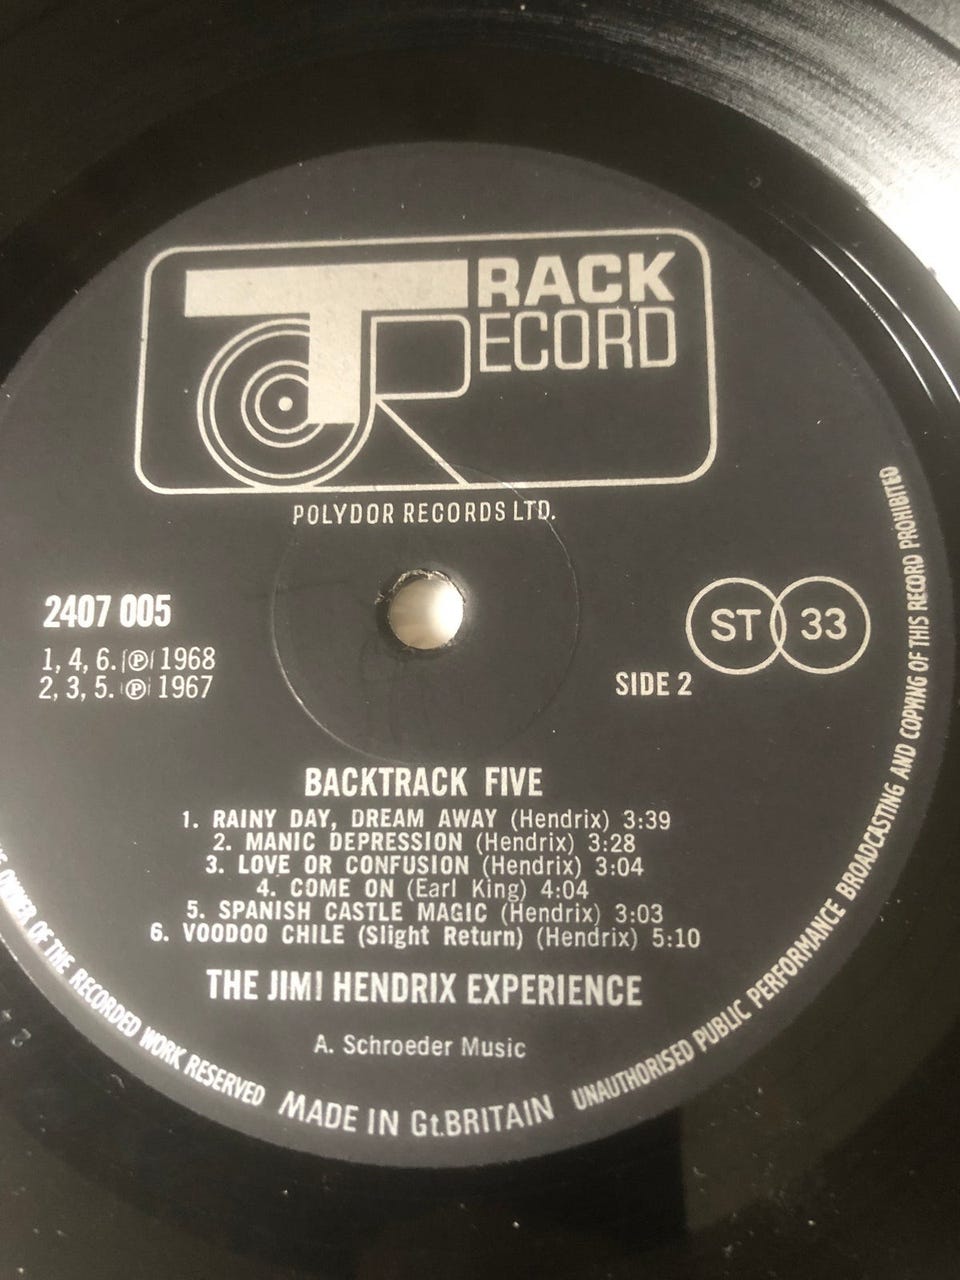 TRACK
RECORD
POLYDOR RECORDS LTD.
2407 005
1, 4, 6. Ⓟ 1968
2, 3, 5. Ⓟ 1967
ST 33
SIDE 2
BACKTRACK FIVE
1. RAINY DAY, DREAM AWAY (Hendrix) 3:39
2. MANIC DEPRESSION (Hendrix) 3:28
3. LOVE OR CONFUSION (Hendrix) 3:04
4. COME ON (Earl King) 4:04
5. SPANISH CASTLE MAGIC (Hendrix) 3:03
6. VOODOO CHILE (Slight Return) (Hendrix) 5:10
THE JIMI HENDRIX EXPERIENCE
A. Schroeder Music
OWNER OF THE RECORDED WORK RESERVED
MADE IN Gt.BRITAIN
UNAUTHORISED PUBLIC PERFORMANCE BROADCASTING AND COPYING OF THIS RECORD PROHIBITED